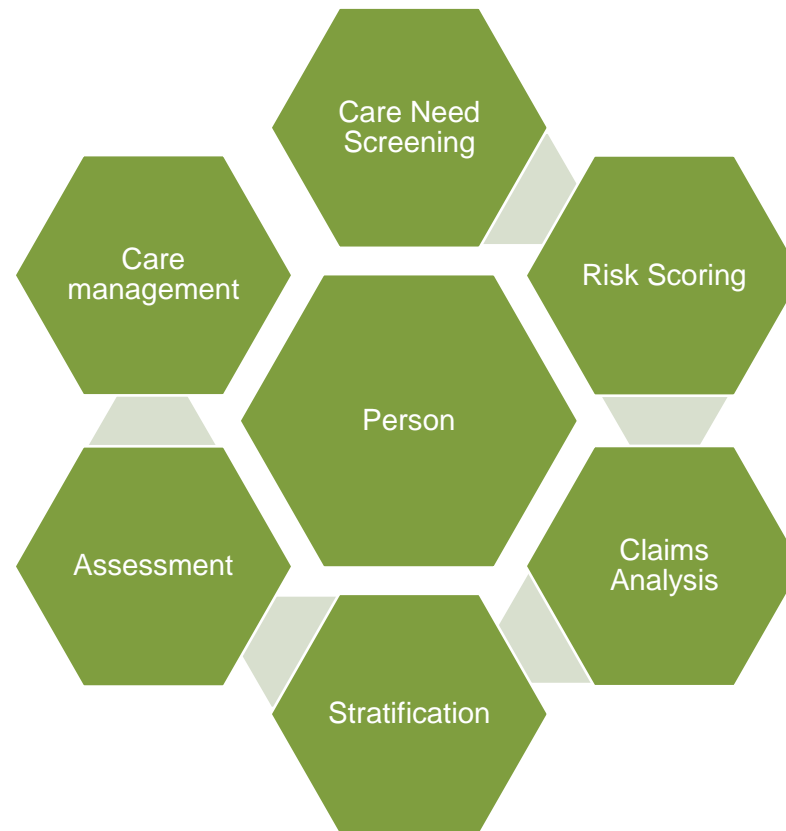 Care Need
Screening
Risk Scoring
Claims
Analysis
Stratification
Assessment
Care
management
Person